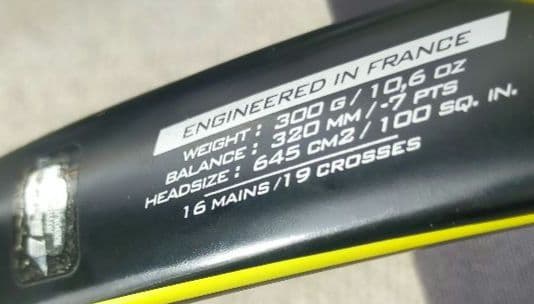 ENGINEERED IN FRANCE
WEIGHT : 300 G / 10,6 OZ
BALANCE : 320 MM / -7 PTS
HEADSIZE : 645 CM2 / 100 SQ. IN.
16 MAINS / 19 CROSSES